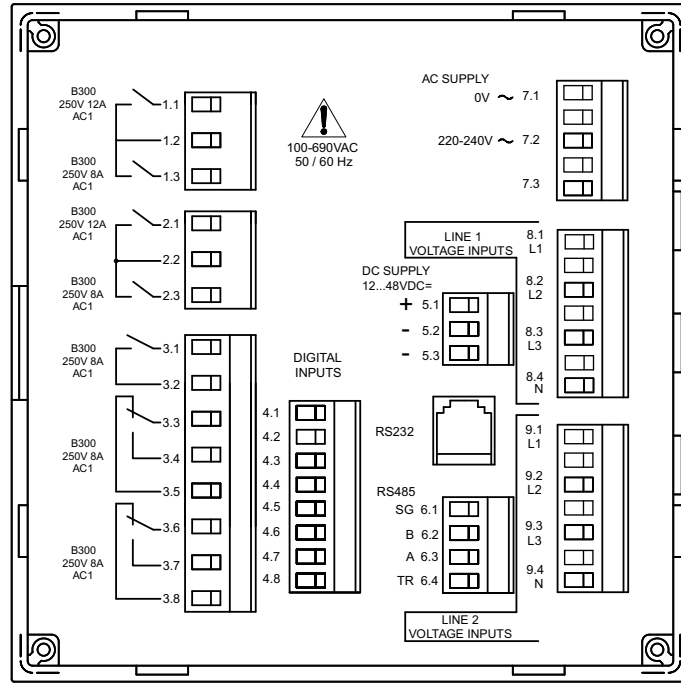 B300
250V 12A
AC1
1.1
1.2
B300
250V 8A
AC1
1.3
B300
250V 12A
AC1
2.1
2.2
B300
250V 8A
AC1
2.3
B300
250V 8A
AC1
3.1
3.2
B300
250V 8A
AC1
3.3
3.4
3.5
B300
250V 8A
AC1
3.6
3.7
3.8
!
100-690VAC
50 / 60 Hz
DIGITAL
INPUTS
4.1
4.2
4.3
4.4
4.5
4.6
4.7
4.8
AC SUPPLY
0V ~ 7.1
220-240V ~ 7.2
7.3
LINE 1
VOLTAGE INPUTS
8.1
L1
8.2
L2
8.3
L3
8.4
N
DC SUPPLY
12...48VDC=
+ 5.1
- 5.2
- 5.3
RS232
RS485
SG 6.1
B 6.2
A 6.3
TR 6.4
9.1
L1
9.2
L2
9.3
L3
9.4
N
LINE 2
VOLTAGE INPUTS